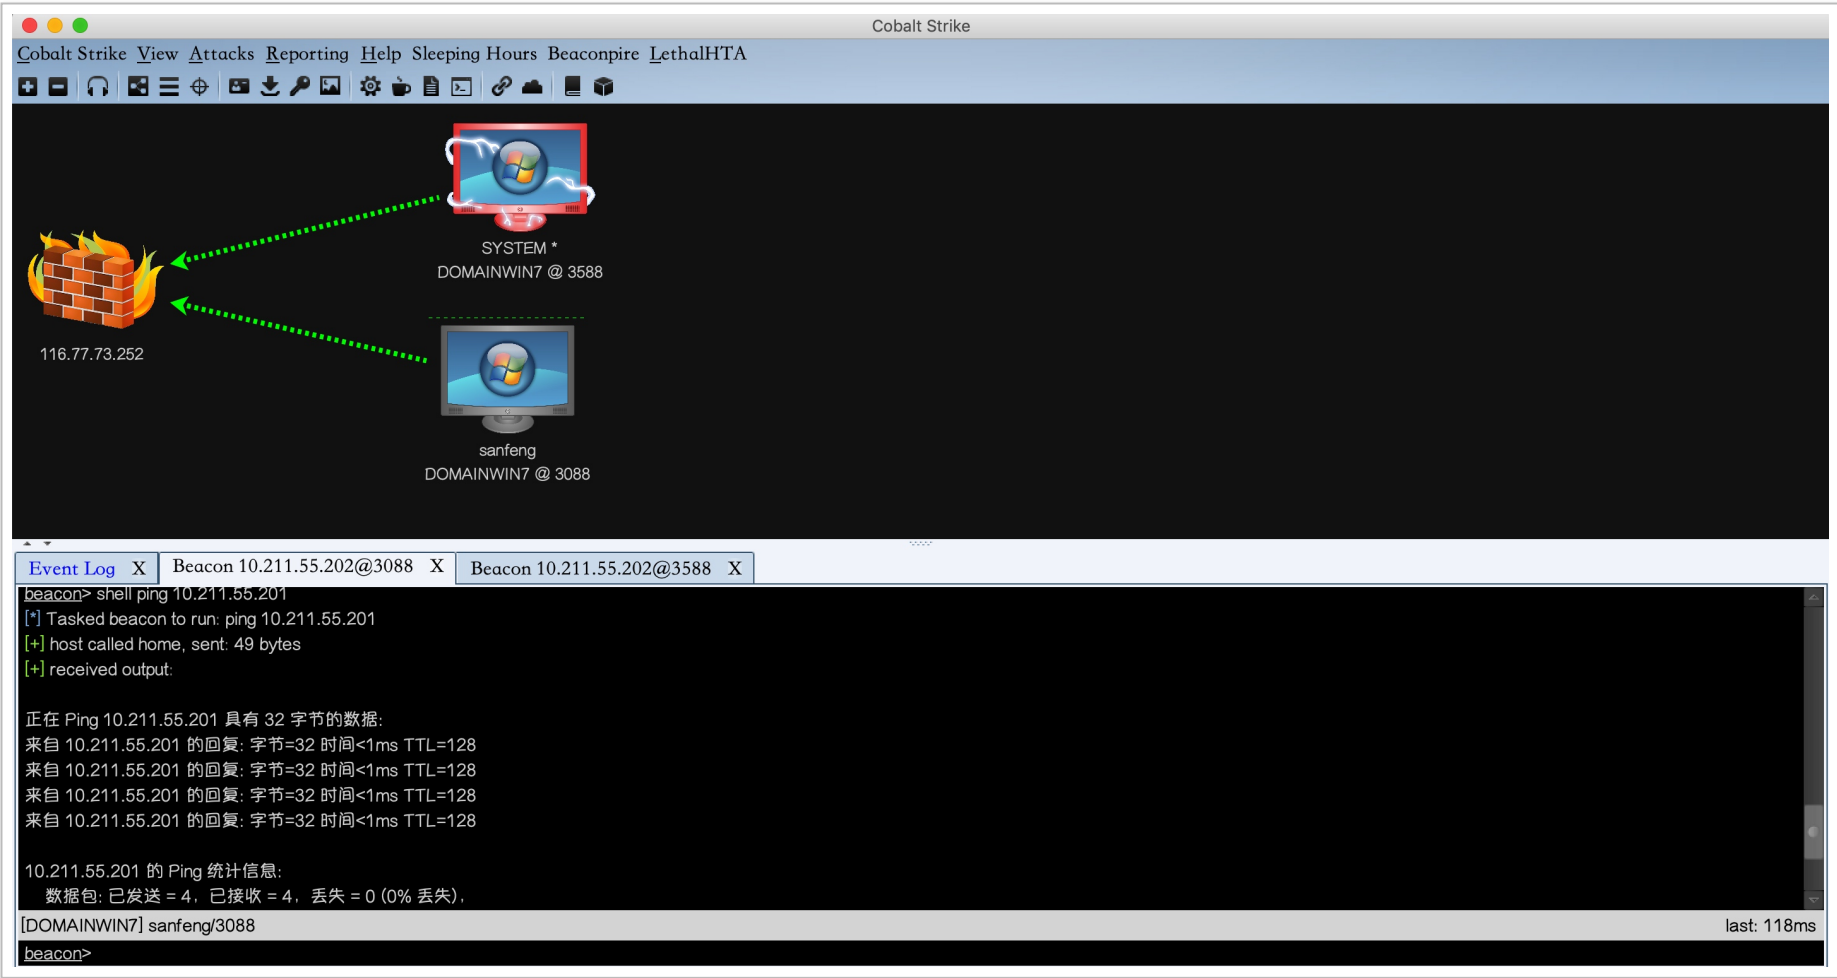 Cobalt Strike
Cobalt Strike View Attacks Reporting Help Sleeping Hours Beaconpire LethalHTA
SYSTEM *
DOMAINWIN7 @ 3588
116.77.73.252
sanfeng
DOMAINWIN7 @ 3088
Event Log X Beacon 10.211.55.202@3088 X Beacon 10.211.55.202@3588 X
beacon> shell ping 10.211.55.201
[*] Tasked beacon to run: ping 10.211.55.201
[+] host called home, sent: 49 bytes
[+] received output:
正在 Ping 10.211.55.201 具有 32 字节的数据:
来自 10.211.55.201 的回复: 字节=32 时间<1ms TTL=128
来自 10.211.55.201 的回复: 字节=32 时间<1ms TTL=128
来自 10.211.55.201 的回复: 字节=32 时间<1ms TTL=128
来自 10.211.55.201 的回复: 字节=32 时间<1ms TTL=128
10.211.55.201 的 Ping 统计信息:
数据包: 已发送 = 4，已接收 = 4，丢失 = 0 (0% 丢失)，
[DOMAINWIN7] sanfeng/3088 last: 118ms
beacon>